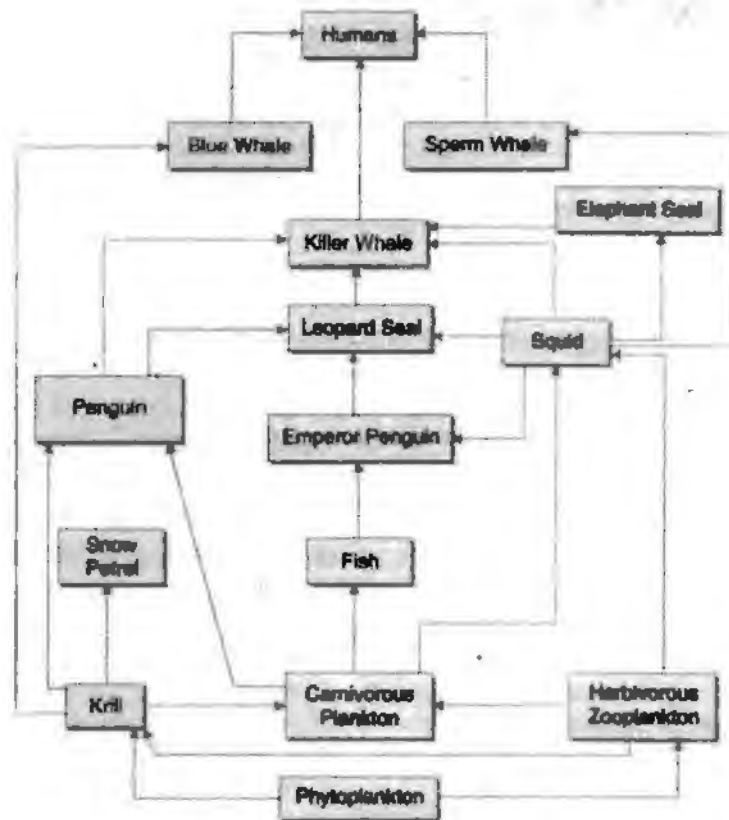 Humans
Blue Whale
Sperm Whale
Elephant Seal
Killer Whale
Leopard Seal
Squid
Penguin
Emperor Penguin
Snow
Petrel
Fish
Krill
Carnivorous
Plankton
Herbivorous
Zooplankton
Phytoplankton